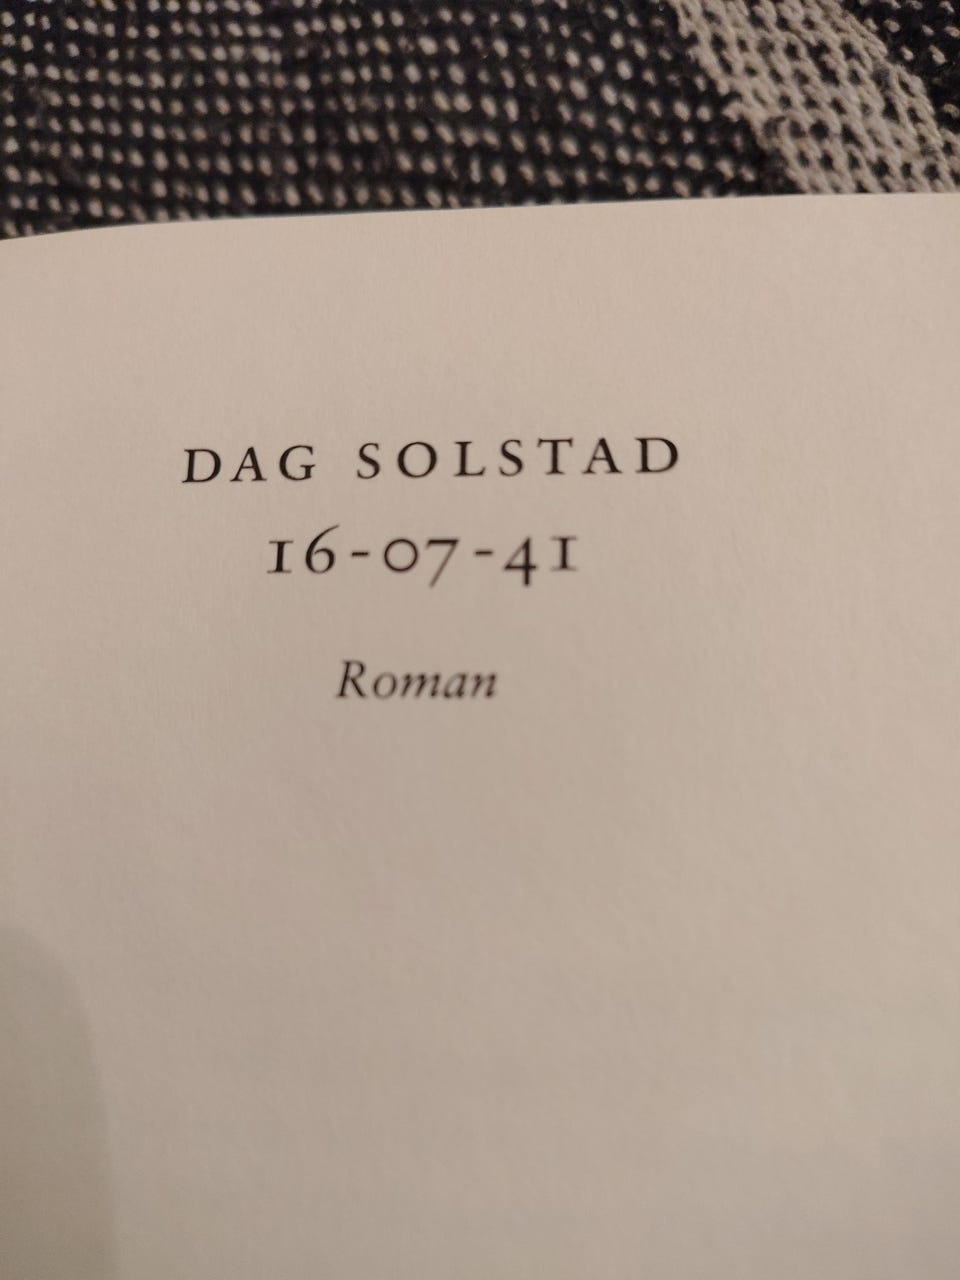 DAG SOLSTAD
16-07-41
Roman